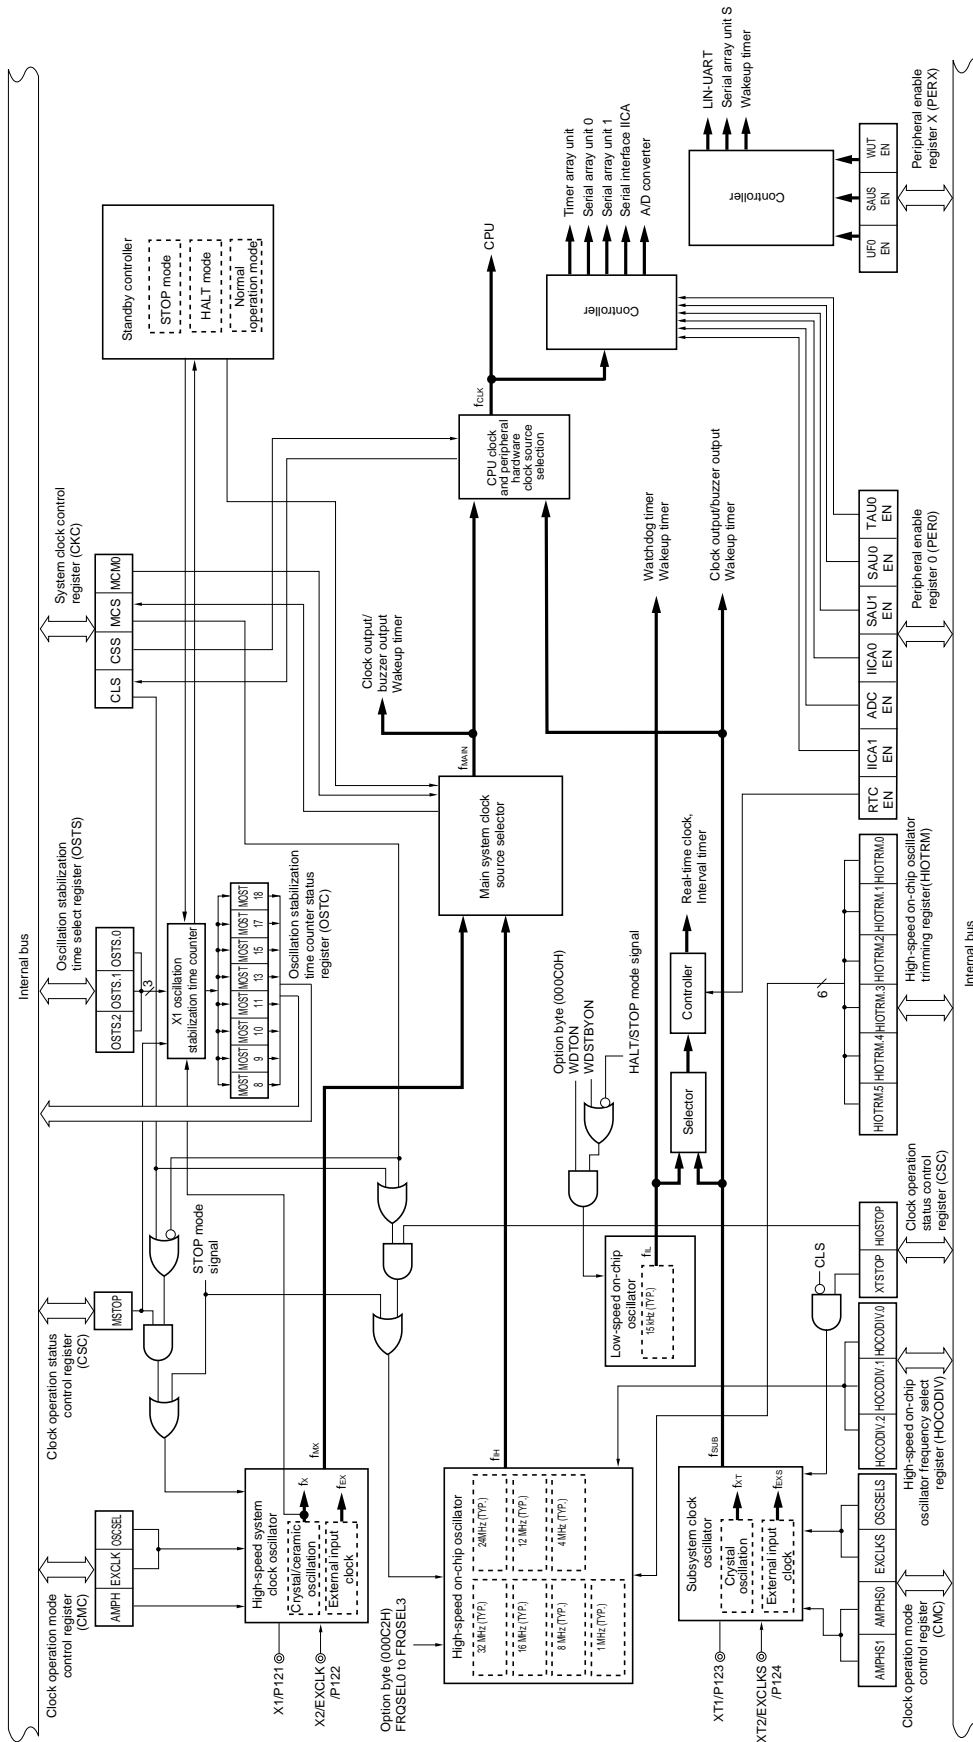 Internal bus
Clock operation mode
control register
(CMC)
AMPH
EXCLK
OSCSEL
Clock operation status
control register
(CSC)
MSTOP
STOP mode
signal
Oscillation stabilization
time select register (OSTS)
OSTS.2
OSTS.1
OSTS.0
3
X1 oscillation
stabilization time counter
MOST
8
MOST
9
MOST
10
MOST
11
MOST
13
MOST
15
MOST
17
MOST
18
Oscillation stabilization
time counter status
register (OSTC)
System clock control
register (CKC)
CLS
CSS
MCS
MCM0
Standby controller
STOP mode
HALT mode
Normal
operation mode
X1/P121
X2/EXCLK
/P122
High-speed system
clock oscillator
Crystal/ceramic
oscillation
fX
External input
clock
fEX
fMX
Main system clock
source selector
fMAIN
Clock output/
buzzer output
Wakeup timer
CPU clock
and peripheral
hardware
clock source
selection
fCLK
CPU
Controller
Timer array unit
Serial array unit 0
Serial array unit 1
Serial interface IICA
A/D converter
Option byte (000C2H)
FRQSEL0 to FRQSEL3
High-speed on-chip oscillator
32 MHz (TYP.)
24MHz (TYP.)
16 MHz (TYP.)
12 MHz (TYP.)
8 MHz (TYP.)
4 MHz (TYP.)
1 MHz (TYP.)
fIH
Option byte (000C0H)
WDTON
WDSTBYON
HALT/STOP mode signal
Low-speed on-chip
oscillator
15 kHz (TYP.)
fIL
Watchdog timer
Wakeup timer
Selector
Controller
Real-time clock,
Interval timer
XT1/P123
XT2/EXCLKS
/P124
Subsystem clock
oscillator
Crystal
oscillation
fXT
External input
clock
fEXS
fSUB
Clock output/buzzer output
Wakeup timer
Controller
LIN-UART
Serial array unit S
Wakeup timer
CLS
6
AMPHS1
AMPHS0
EXCLKS
OSCSELS
Clock operation mode
control register
(CMC)
HOCODIV.2
HOCODIV.1
HOCODIV.0
High-speed on-chip
oscillator frequency select
register (HOCODIV)
XTSTOP
HIOSTOP
Clock operation
status control
register (CSC)
HIOTRM.5
HIOTRM.4
HIOTRM.3
HIOTRM.2
HIOTRM.1
HIOTRM.0
High-speed on-chip oscillator
trimming register(HIOTRM)
RTC
EN
IICA1
EN
ADC
EN
IICA0
EN
SAU1
EN
SAU0
EN
TAU0
EN
Peripheral enable
register 0 (PER0)
UF0
EN
SAUS
EN
WUT
EN
Peripheral enable
register X (PERX)
Internal bus